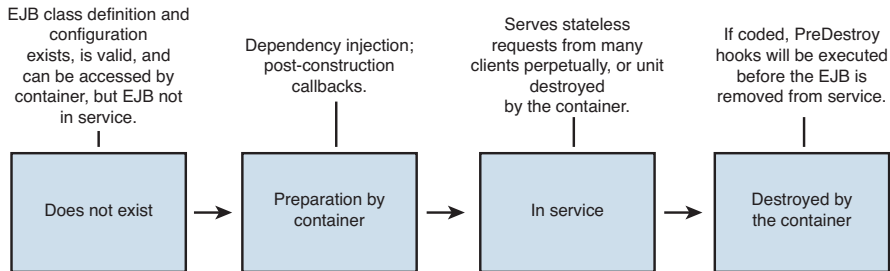 EJB class definition and
configuration
exists, is valid, and
can be accessed by
container, but EJB not
in service.
Dependency injection;
post-construction
callbacks.
Serves stateless
requests from many
clients perpetually, or unit
destroyed
by the container.
If coded, PreDestroy
hooks will be executed
before the EJB is
removed from service.
Does not exist
Preparation by
container
In service
Destroyed by
the container